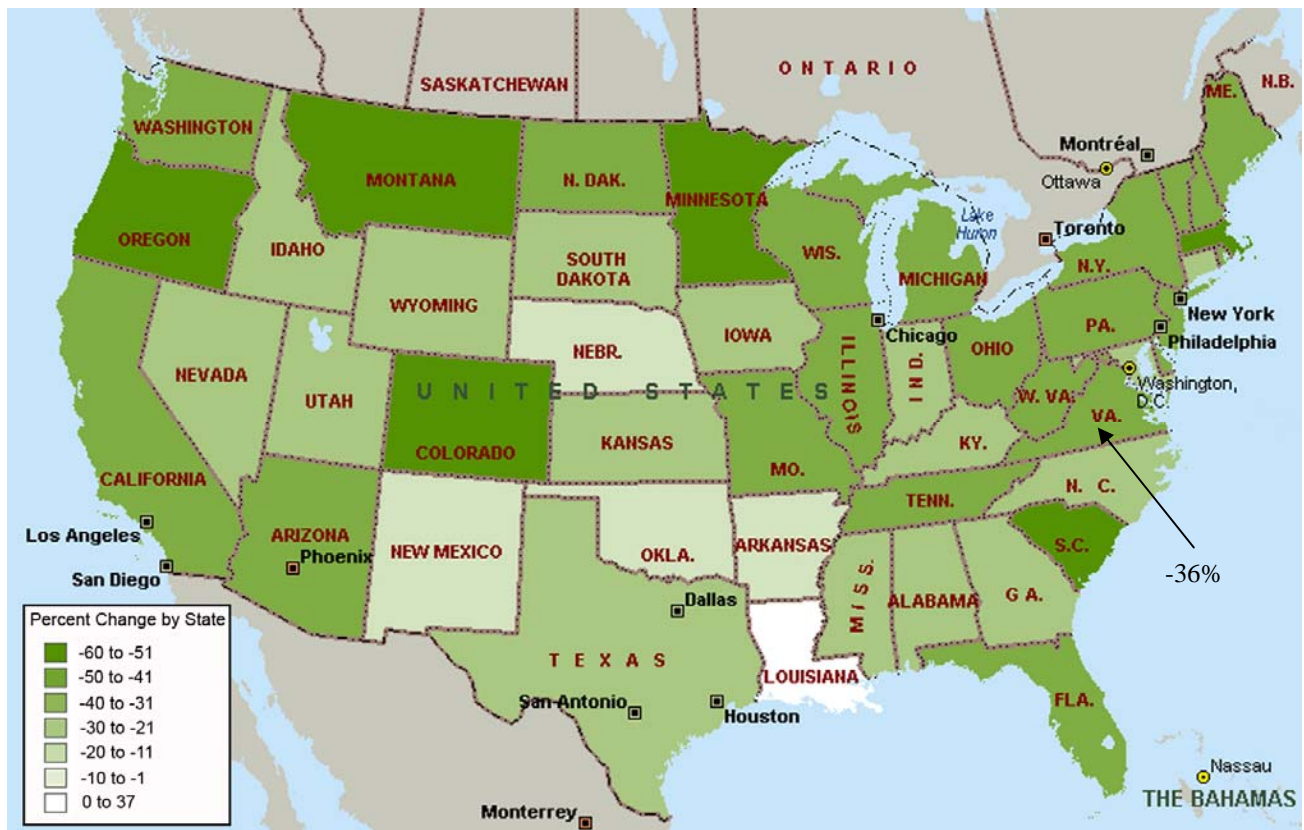 ONTARIO
SASKATCHEWAN
ME.
N.B.
WASHINGTON
Montréal
Ottawa
MONTANA
N. DAK.
MINNESOTA
Lake
Huron
Toronto
OREGON
IDAHO
SOUTH
DAKOTA
WIS.
MICHIGAN
N.Y.
WYOMING
New York
IOWA
PA.
Philadelphia
Chicago
NEBR.
OHIO
NEVADA
UTAH
UNITED STATES
ILLINOIS
IND.
Washington,
D.C.
W. VA.
VA.
COLORADO
KANSAS
KY.
MO.
CALIFORNIA
N. C.
TENN.
Los Angeles
ARIZONA
Phoenix
NEW MEXICO
OKLA.
ARKANSAS
S.C.
San Diego
-36%
MISS.
ALABAMA
GA.
Dallas
TEXAS
LOUISIANA
San Antonio
Houston
FLA.
Nassau
THE BAHAMAS
Monterrey
Percent Change by State
-60 to -51
-50 to -41
-40 to -31
-30 to -21
-20 to -11
-10 to -1
0 to 37